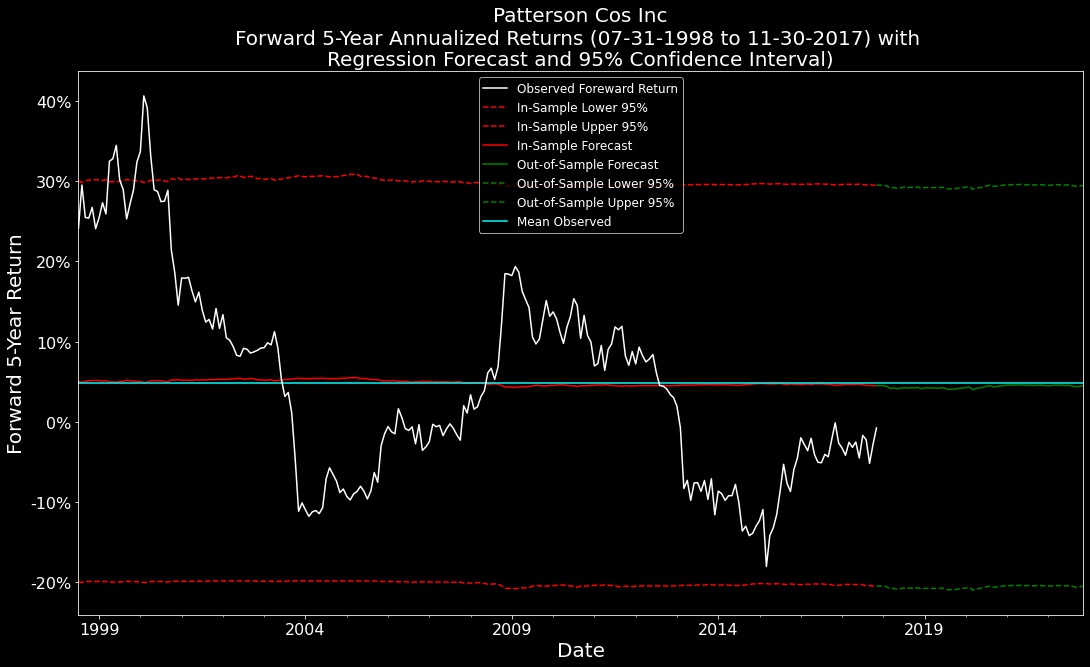 Patterson Cos Inc
Forward 5-Year Annualized Returns (07-31-1998 to 11-30-2017) with
Regression Forecast and 95% Confidence Interval)
Observed Foreward Return
In-Sample Lower 95%
In-Sample Upper 95%
In-Sample Forecast
Out-of-Sample Forecast
Out-of-Sample Lower 95%
Out-of-Sample Upper 95%
Mean Observed
Forward 5-Year Return
40%
30%
20%
10%
0%
-10%
-20%
1999
2004
2009
2014
2019
Date